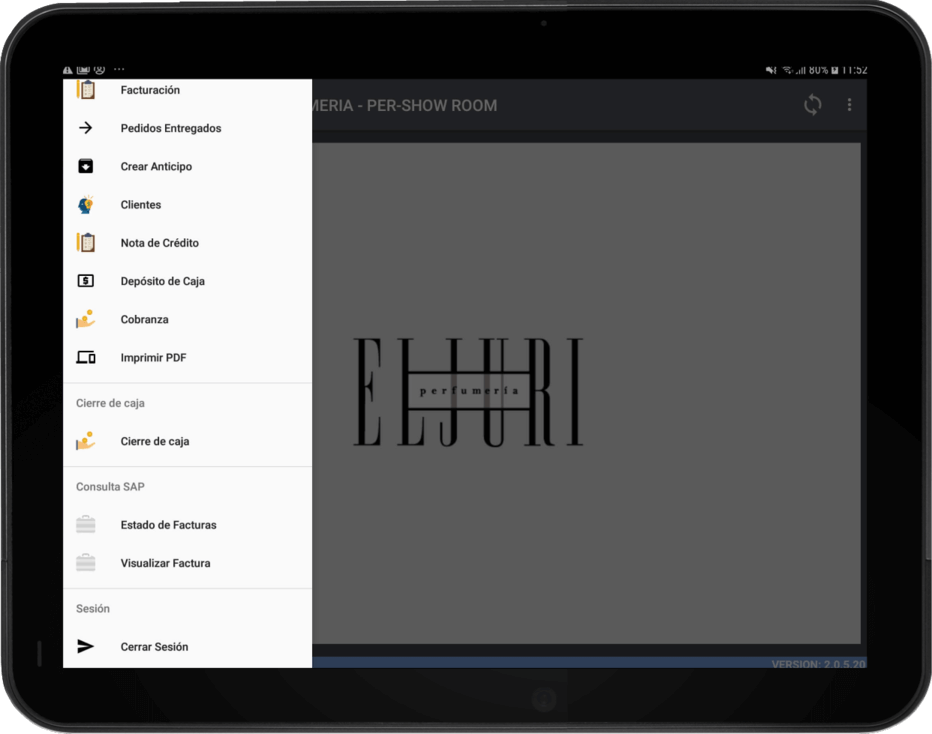 80% 11:52
Facturación
MERIA - PER-SHOW ROOM
Pedidos Entregados
Crear Anticipo
Clientes
Nota de Crédito
Depósito de Caja
Cobranza
Imprimir PDF
Cierre de caja
Cierre de caja
Consulta SAP
Estado de Facturas
Visualizar Factura
Sesión
Cerrar Sesión
ELJURI
perfumería
VERSION: 2.0.5.20